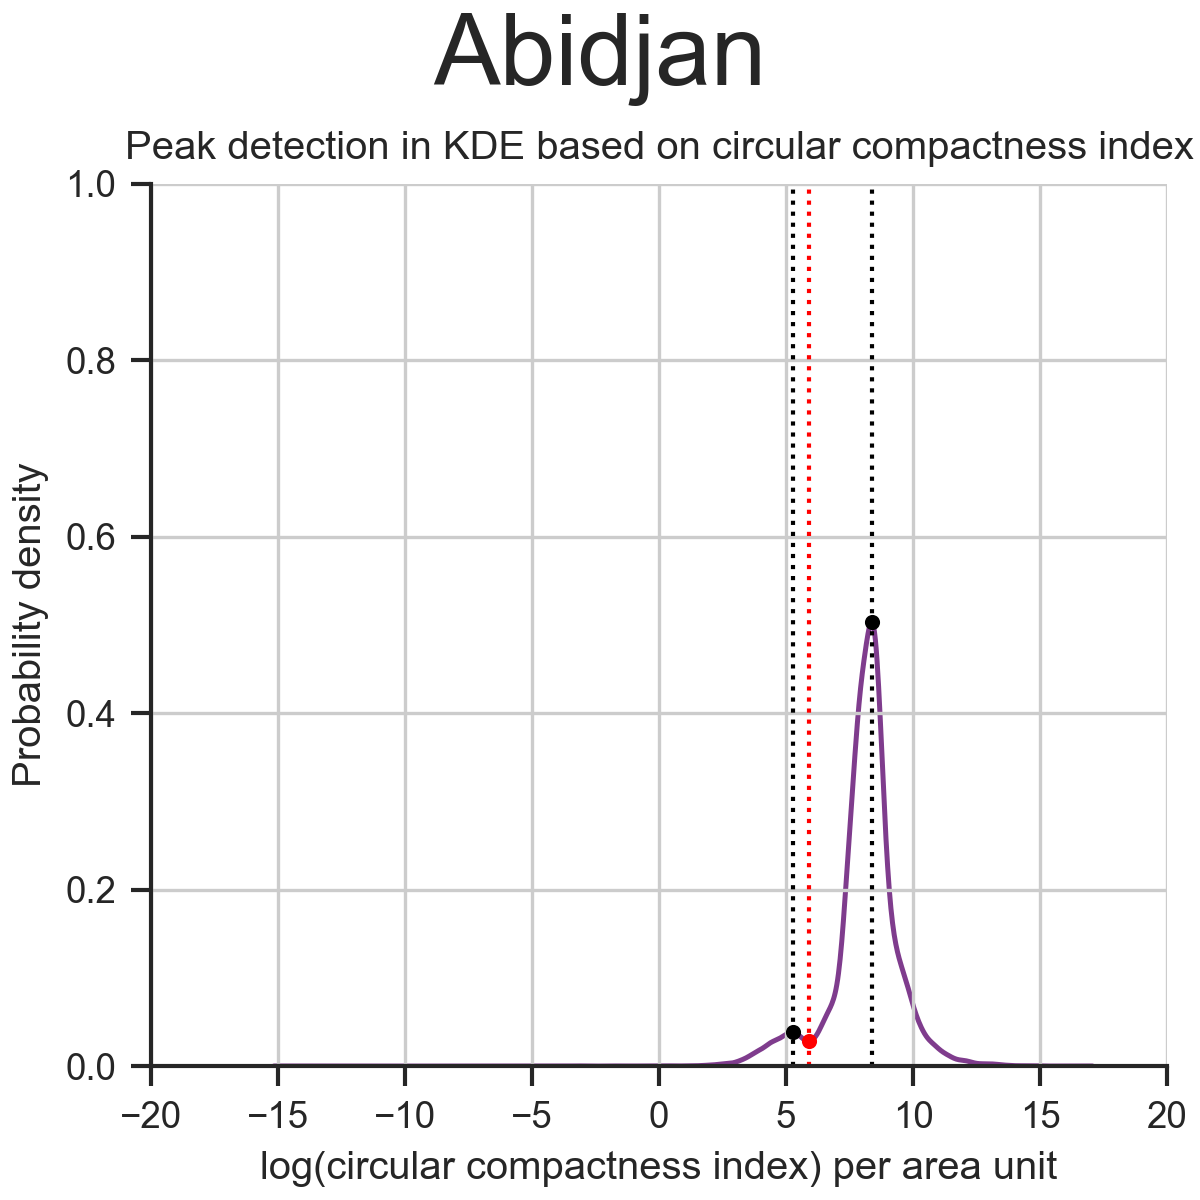 Abidjan
Peak detection in KDE based on circular compactness index
1.0
0.8
0.6
0.4
0.2
0.0
Probability density
−20 −15 −10 −5 0 5 10 15 20
log(circular compactness index) per area unit